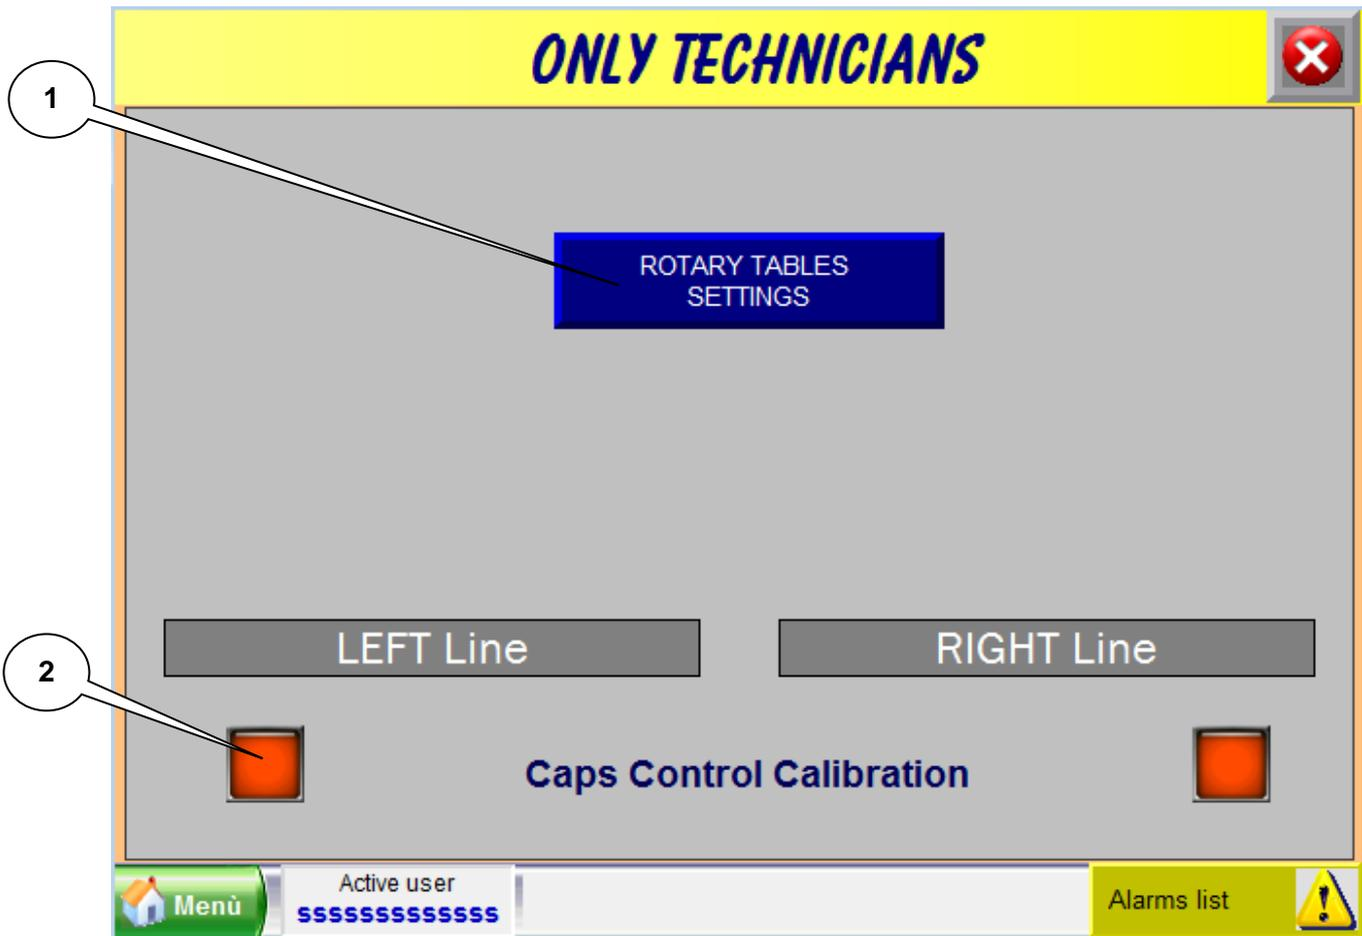 ONLY TECHNICIANS
1
ROTARY TABLES
SETTINGS
LEFT Line
RIGHT Line
2
Caps Control Calibration
Menù
Active user
sssssssssssss
Alarms list